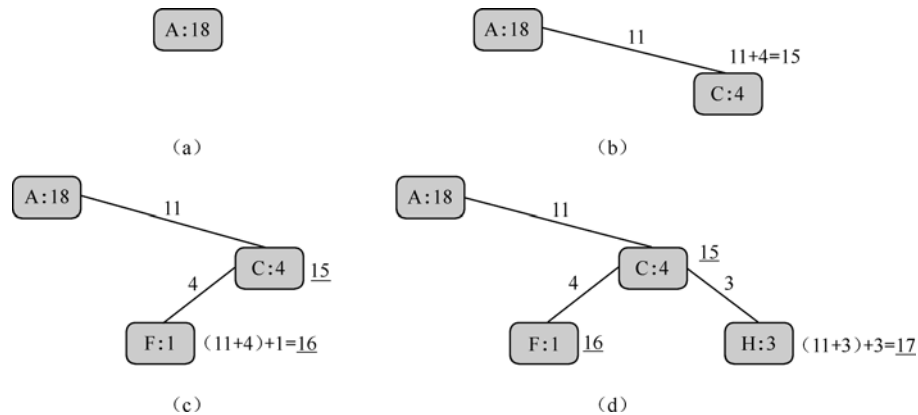 A:18
(a)
A:18
11
11+4=15
C:4
(b)
A:18
11
C:4
15
4
F:1
(11+4)+1=16
(c)
A:18
11
C:4
15
4
3
F:1
16
H:3
(11+3)+3=17
(d)